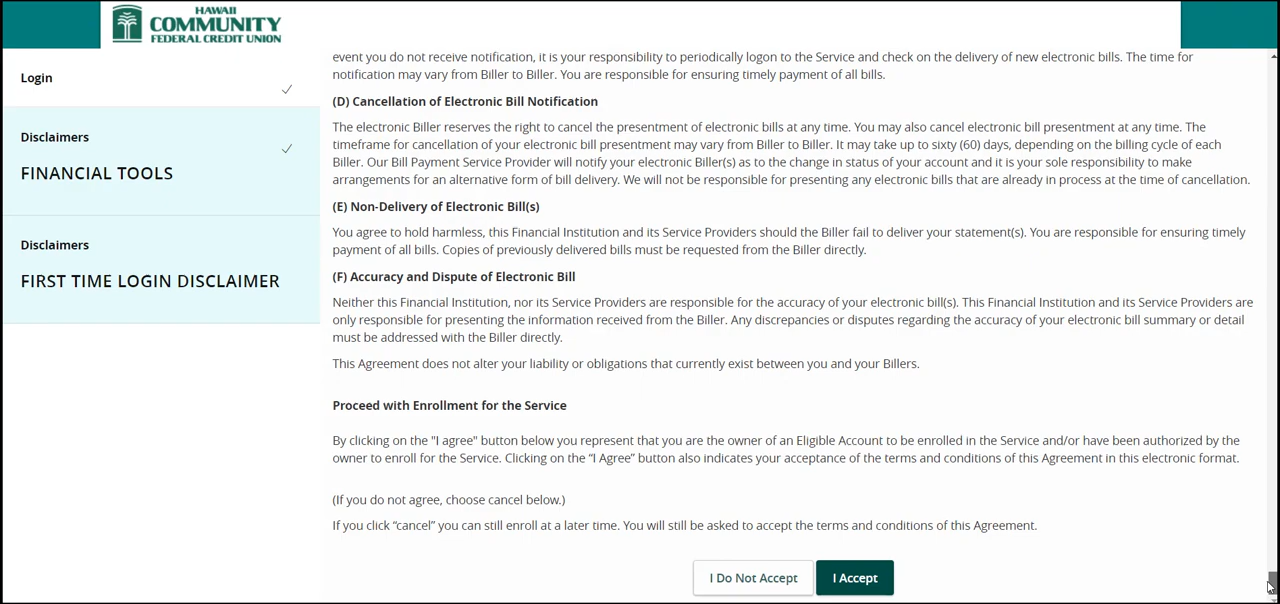 HAWAII
COMMUNITY
FEDERAL CREDIT UNION
Login
Disclaimers
FINANCIAL TOOLS
Disclaimers
FIRST TIME LOGIN DISCLAIMER
event you do not receive notification, it is your responsibility to periodically logon to the Service and check on the delivery of new electronic bills. The time for
notification may vary from Biller to Biller. You are responsible for ensuring timely payment of all bills.
(D) Cancellation of Electronic Bill Notification
The electronic Biller reserves the right to cancel the presentment of electronic bills at any time. You may also cancel electronic bill presentment at any time. The
timeframe for cancellation of your electronic bill presentment may vary from Biller to Biller. It may take up to sixty (60) days, depending on the billing cycle of each
Biller. Our Bill Payment Service Provider will notify your electronic Biller(s) as to the change in status of your account and it is your sole responsibility to make
arrangements for an alternative form of bill delivery. We will not be responsible for presenting any electronic bills that are already in process at the time of cancellation.
(E) Non-Delivery of Electronic Bill(s)
You agree to hold harmless, this Financial Institution and its Service Providers should the Biller fail to deliver your statement(s). You are responsible for ensuring timely
payment of all bills. Copies of previously delivered bills must be requested from the Biller directly.
(F) Accuracy and Dispute of Electronic Bill
Neither this Financial Institution, nor its Service Providers are responsible for the accuracy of your electronic bill(s). This Financial Institution and its Service Providers are
only responsible for presenting the information received from the Biller. Any discrepancies or disputes regarding the accuracy of your electronic bill summary or detail
must be addressed with the Biller directly.
This Agreement does not alter your liability or obligations that currently exist between you and your Billers.
Proceed with Enrollment for the Service
By clicking on the "I agree" button below you represent that you are the owner of an Eligible Account to be enrolled in the Service and/or have been authorized by the
owner to enroll for the Service. Clicking on the “I Agree” button also indicates your acceptance of the terms and conditions of this Agreement in this electronic format.
(If you do not agree, choose cancel below.)
If you click “cancel” you can still enroll at a later time. You will still be asked to accept the terms and conditions of this Agreement.
I Do Not Accept
I Accept